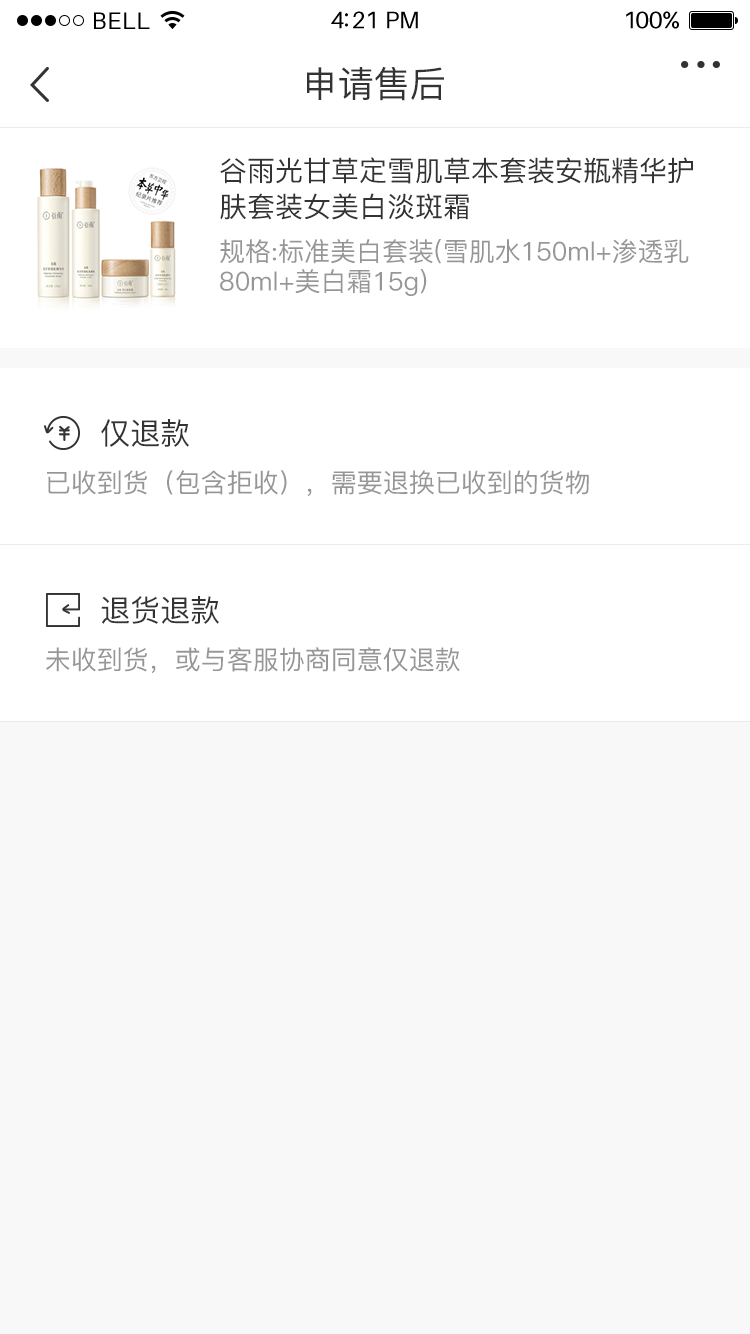 BELL
4:21 PM
100%
申请售后
谷雨光甘草定雪肌草本套装安瓶精华护
肤套装女美白淡斑霜
规格:标准美白套装(雪肌水150ml+渗透乳
80ml+美白霜15g)
本草中华
仅退款
已收到货（包含拒收），需要退换已收到的货物
退货退款
未收到货，或与客服协商同意仅退款